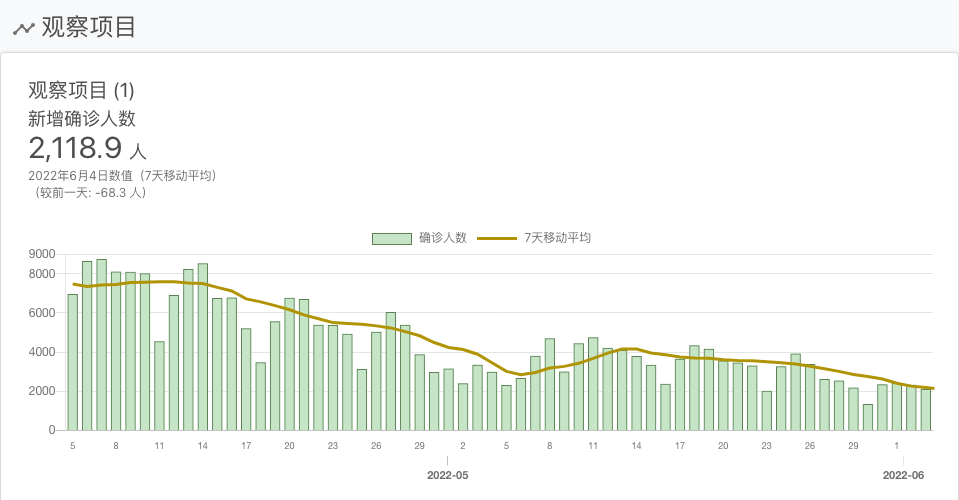 观察项目
观察项目 (1)
新增确诊人数
2,118.9 人
2022年6月4日数值（7天移动平均）
（较前一天: -68.3 人）
确诊人数 7天移动平均
9000
8000
6000
4000
2000
0
5 8 11 14 17 20 23 26 29 2 5 8 11 14 17 20 23 26 29 1
2022-05 2022-06